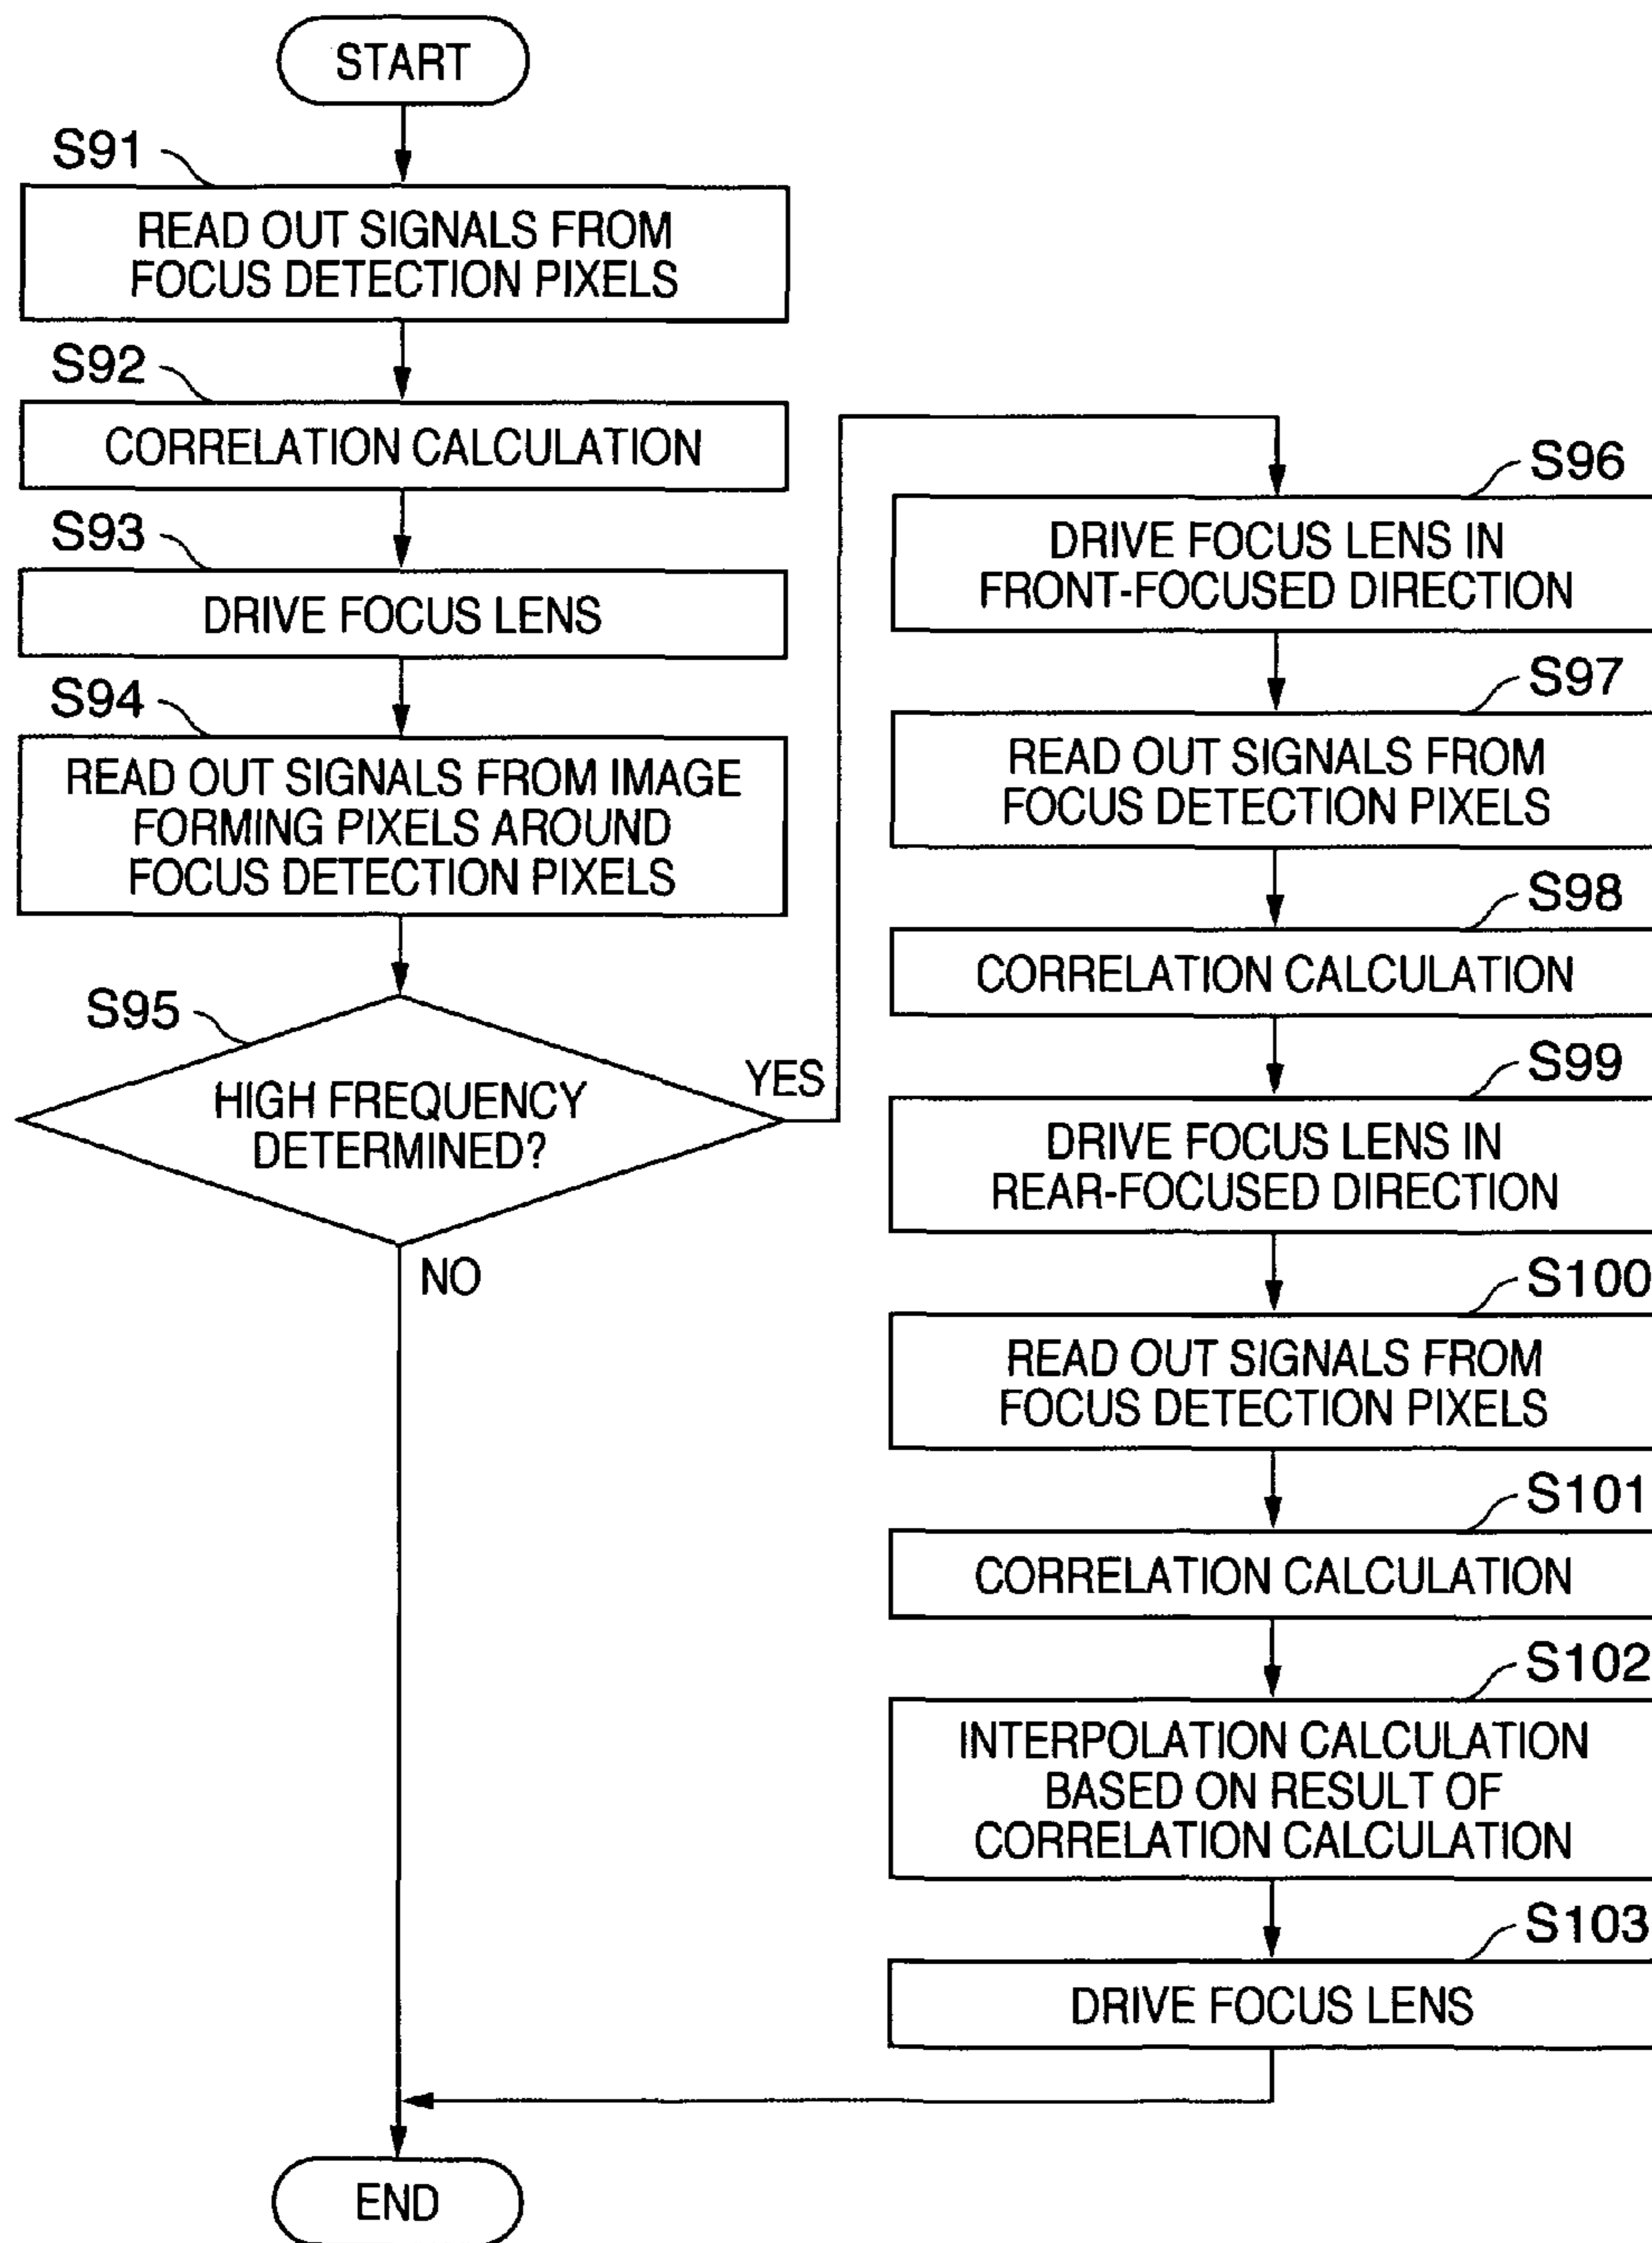 START
S91
READ OUT SIGNALS FROM
FOCUS DETECTION PIXELS
S92
CORRELATION CALCULATION
S93
DRIVE FOCUS LENS
S94
READ OUT SIGNALS FROM IMAGE
FORMING PIXELS AROUND
FOCUS DETECTION PIXELS
S95
HIGH FREQUENCY
DETERMINED?
YES
NO
S96
DRIVE FOCUS LENS IN
FRONT-FOCUSED DIRECTION
S97
READ OUT SIGNALS FROM
FOCUS DETECTION PIXELS
S98
CORRELATION CALCULATION
S99
DRIVE FOCUS LENS IN
REAR-FOCUSED DIRECTION
S100
READ OUT SIGNALS FROM
FOCUS DETECTION PIXELS
S101
CORRELATION CALCULATION
S102
INTERPOLATION CALCULATION
BASED ON RESULT OF
CORRELATION CALCULATION
S103
DRIVE FOCUS LENS
END